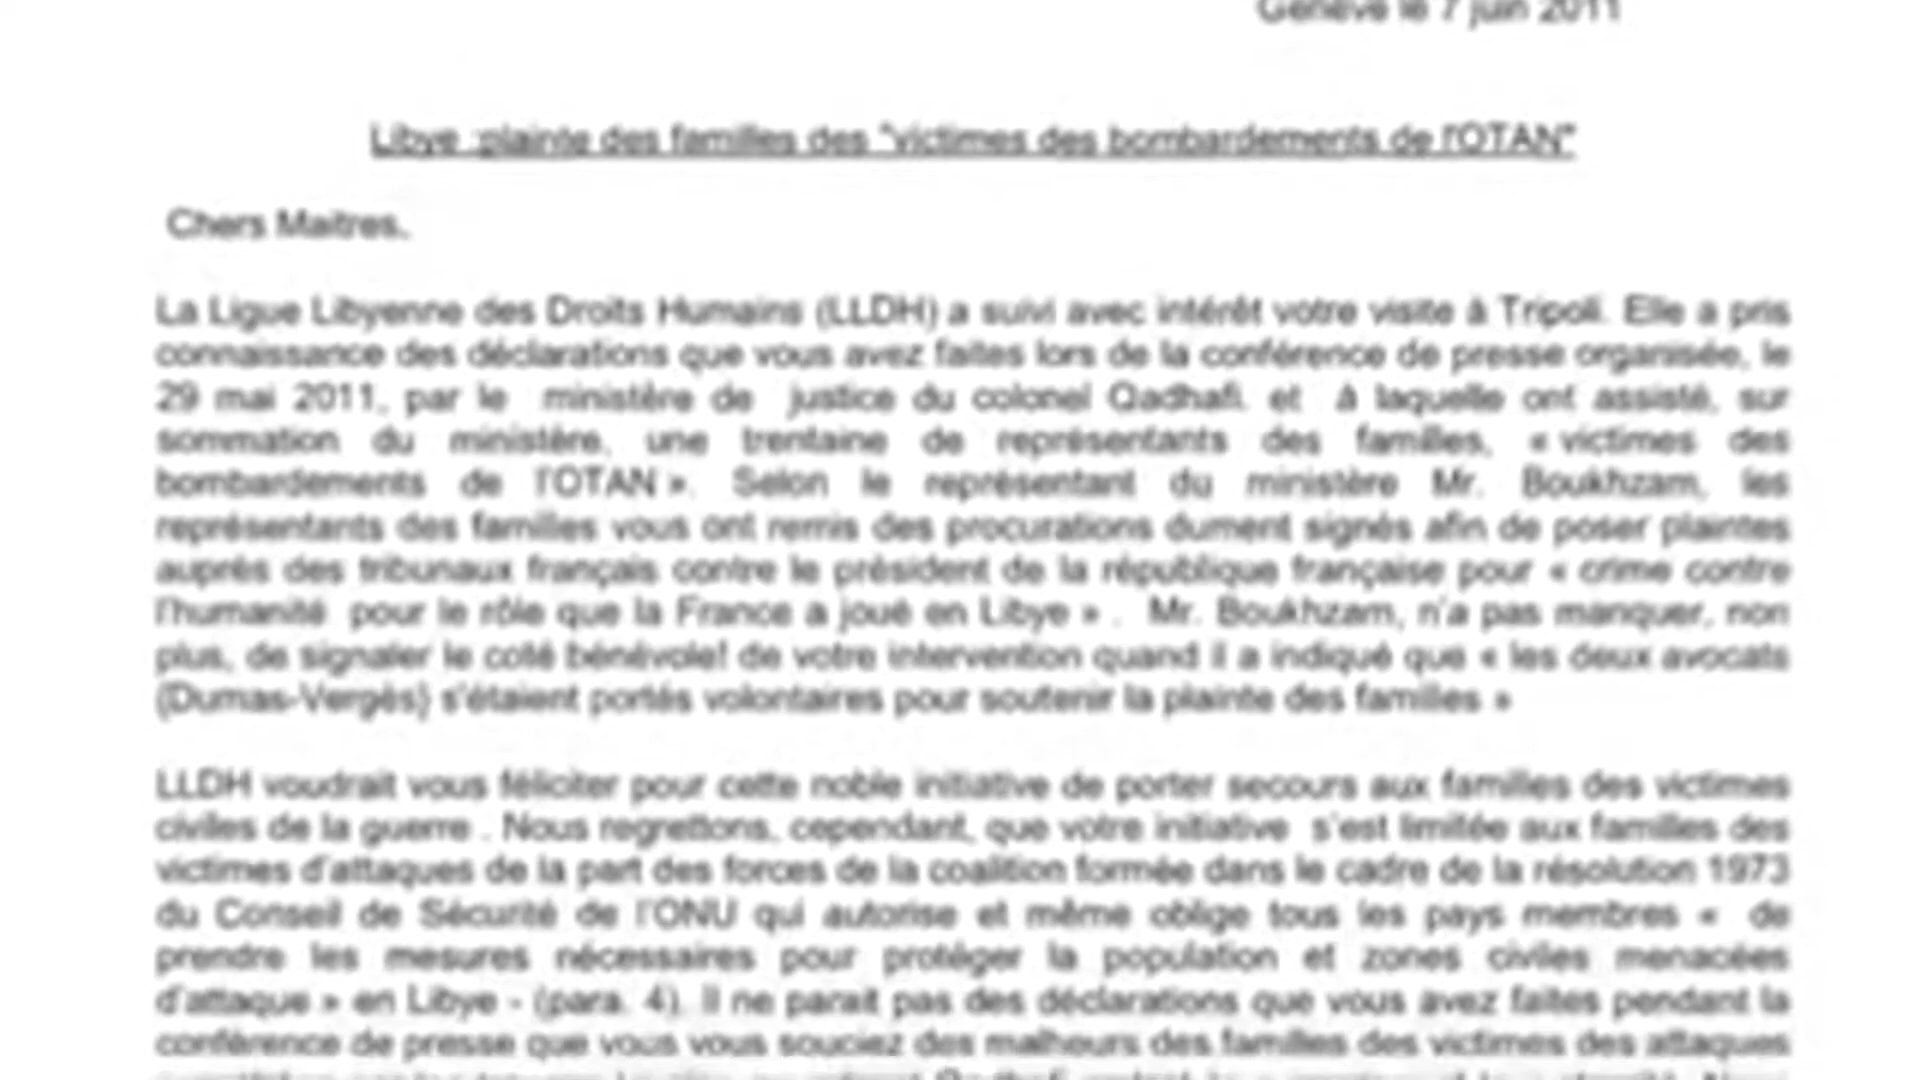 Genève le 7 juin 2011
Libye :plainte des familles des "victimes des bombardements de l'OTAN"
Chers Maitres,
La Ligue Libyenne des Droits Humains (LLDH) a suivi avec intérêt votre visite à Tripoli. Elle a pris
connaissance des déclarations que vous avez faites lors de la conférence de presse organisée, le
29 mai 2011, par le ministère de justice du colonel Qadhafi. et à laquelle ont assisté, sur
sommation du ministère, une trentaine de représentants des familles, « victimes des
bombardements de l'OTAN ». Selon le représentant du ministère Mr. Boukhzam, les
représentants des familles vous ont remis des procurations dument signés afin de poser plaintes
auprès des tribunaux français contre le président de la république française pour « crime contre
l'humanité pour le rôle que la France a joué en Libye » . Mr. Boukhzam, n'a pas manquer, non
plus, de signaler le coté bénévole! de votre intervention quand il a indiqué que « les deux avocats
(Dumas-Vergès) s'étaient portés volontaires pour soutenir la plainte des familles »
LLDH voudrait vous féliciter pour cette noble initiative de porter secours aux familles des victimes
civiles de la guerre . Nous regrettons, cependant, que votre initiative s'est limitée aux familles des
victimes d'attaques de la part des forces de la coalition formée dans le cadre de la résolution 1973
du Conseil de Sécurité de l'ONU qui autorise et même oblige tous les pays membres « de
prendre les mesures nécessaires pour protéger la population et zones civiles menacées
d'attaque » en Libye - (para. 4). Il ne parait pas des déclarations que vous avez faites pendant la
conférence de presse que vous vous souciez des malheurs des familles des victimes des attaques
Qadhafi